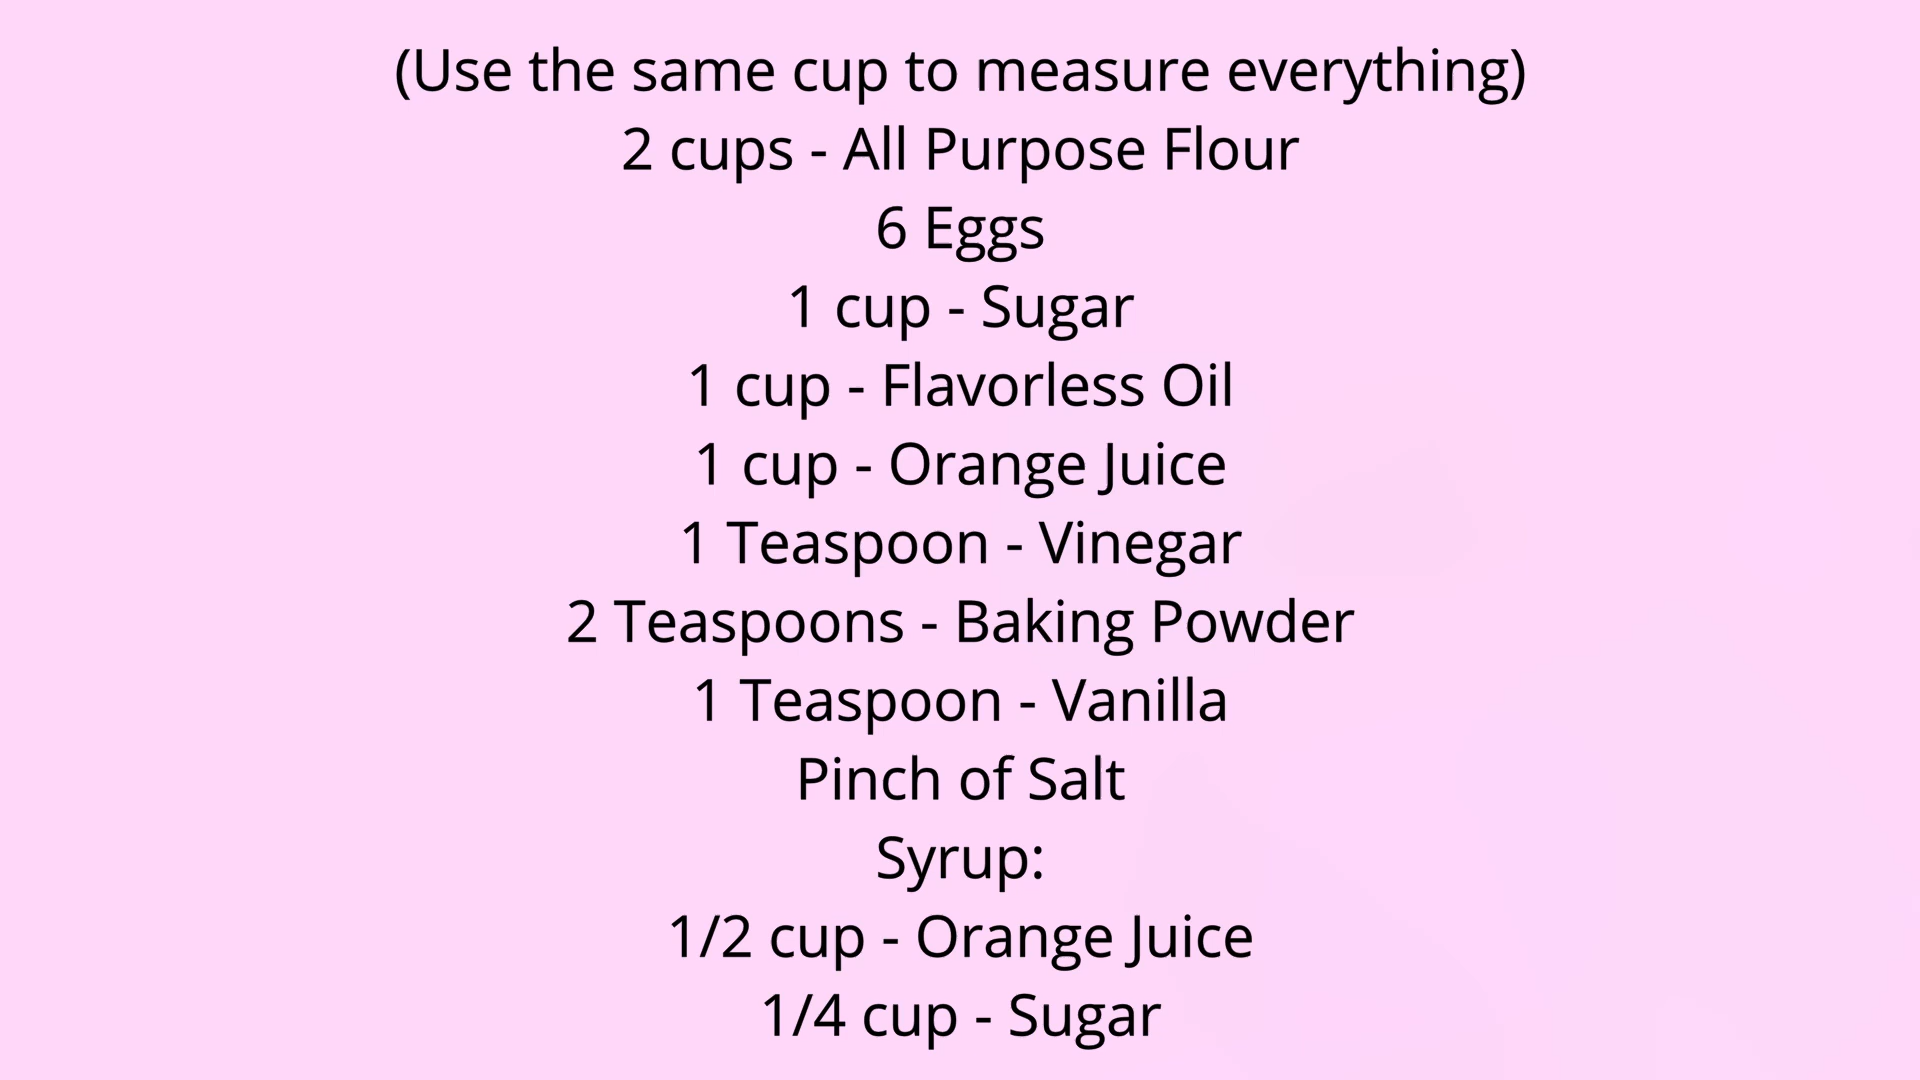 (Use the same cup to measure everything)
2 cups - All Purpose Flour
6 Eggs
1 cup - Sugar
1 cup - Flavorless Oil
1 cup - Orange Juice
1 Teaspoon - Vinegar
2 Teaspoons - Baking Powder
1 Teaspoon - Vanilla
Pinch of Salt
Syrup:
1/2 cup - Orange Juice
1/4 cup - Sugar